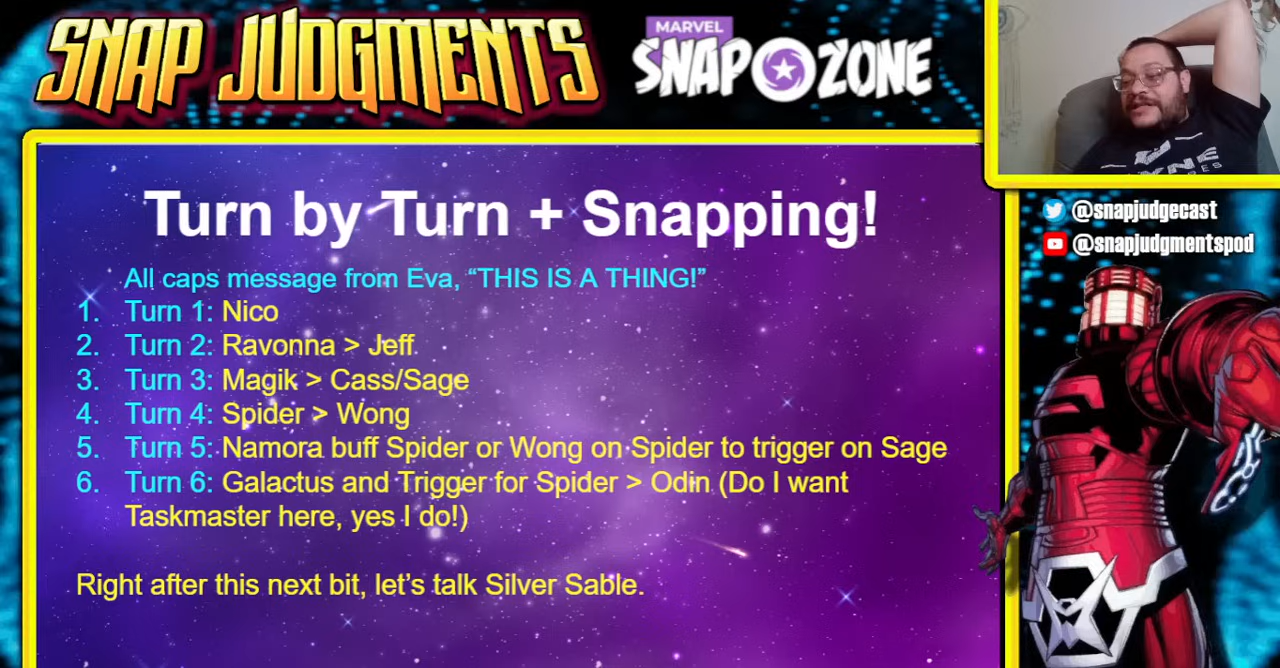 SNAP JUDGMENTS
MARVEL
SNAP ZONE
@snapjudgecast
@snapjudgmentspod
Turn by Turn + Snapping!
All caps message from Eva, “THIS IS A THING!”
1. Turn 1: Nico
2. Turn 2: Ravonna > Jeff
3. Turn 3: Magik > Cass/Sage
4. Turn 4: Spider > Wong
5. Turn 5: Namora buff Spider or Wong on Spider to trigger on Sage
6. Turn 6: Galactus and Trigger for Spider > Odin (Do I want
Taskmaster here, yes I do!)
Right after this next bit, let’s talk Silver Sable.